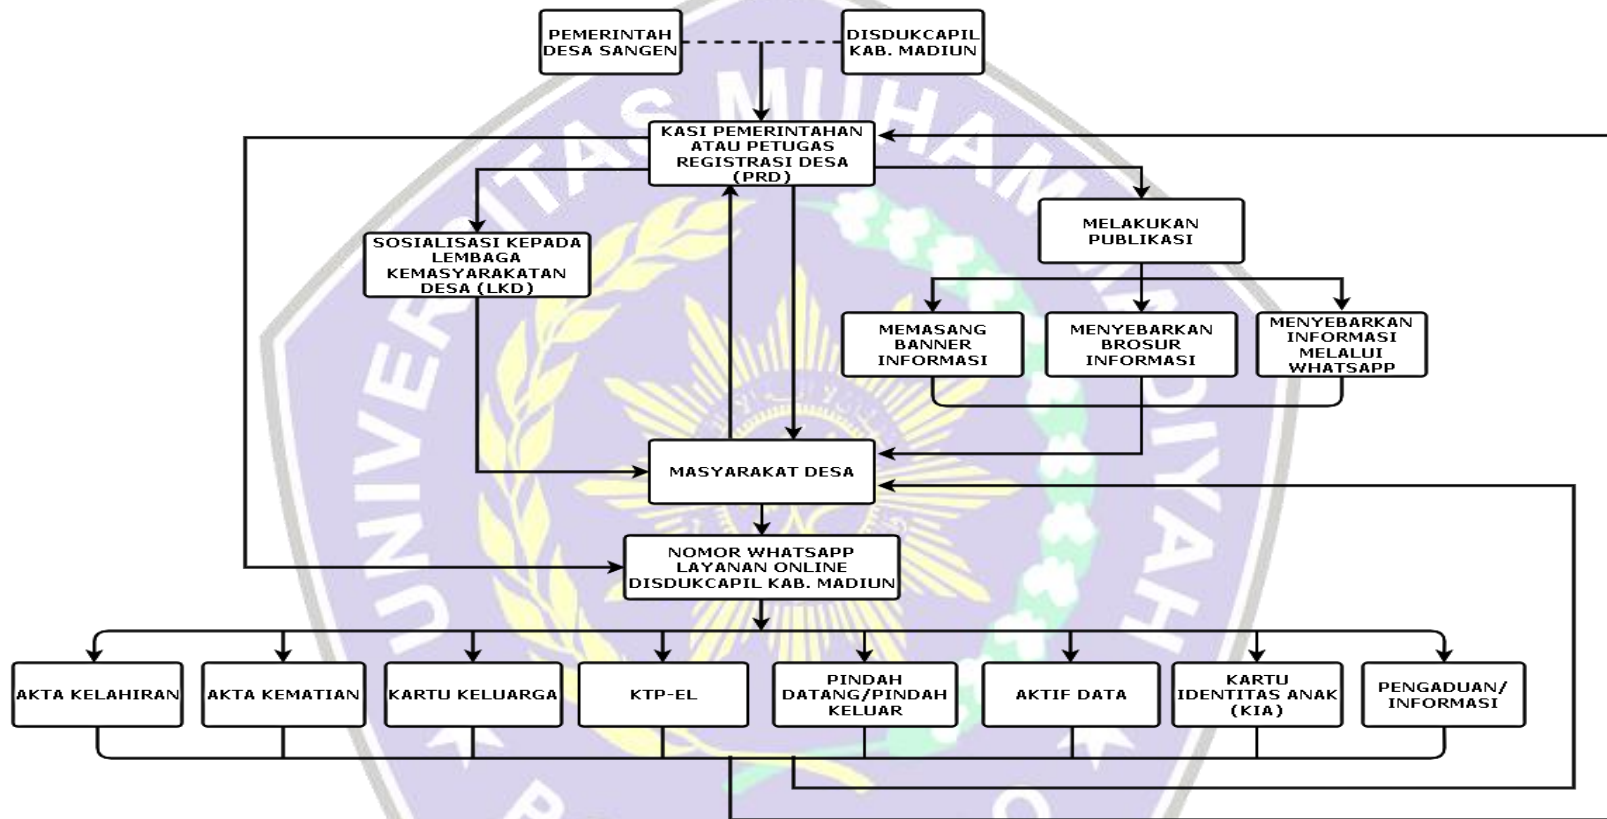 PEMERINTAH
DESA SANGEN
DISDUKCAPIL
KAB. MADIUN
KASI PEMERINTAHAN
ATAU PETUGAS
REGISTRASI DESA
(PRD)
MELAKUKAN
PUBLIKASI
SOSIALISASI KEPADA
LEMBAGA
KEMASYARAKATAN
DESA (LKD)
MEMASANG
BANNER
INFORMASI
MENYEBARKAN
BROSUR
INFORMASI
MENYEBARKAN
INFORMASI
MELALUI
WHATSAPP
MASYARAKAT DESA
NOMOR WHATSAPP
LAYANAN ONLINE
DISDUKCAPIL KAB. MADIUN
AKTA KELAHIRAN
AKTA KEMATIAN
KARTU KELUARGA
KTP-EL
PINDAH
DATANG/PINDAH
KELUAR
AKTIF DATA
KARTU
IDENTITAS ANAK
(KIA)
PENGADUAN/
INFORMASI
UNIVERSITAS MUHAMMADIYAH